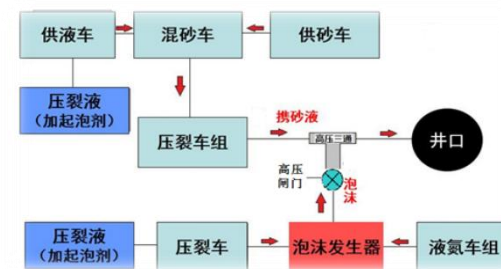 供液车
混砂车
供砂车
压裂液
（加起泡剂）
压裂车组
携砂液
高压三通
井口
高压
闸门
泡
沫
压裂液
（加起泡剂）
压裂车
泡沫发生器
液氮车组